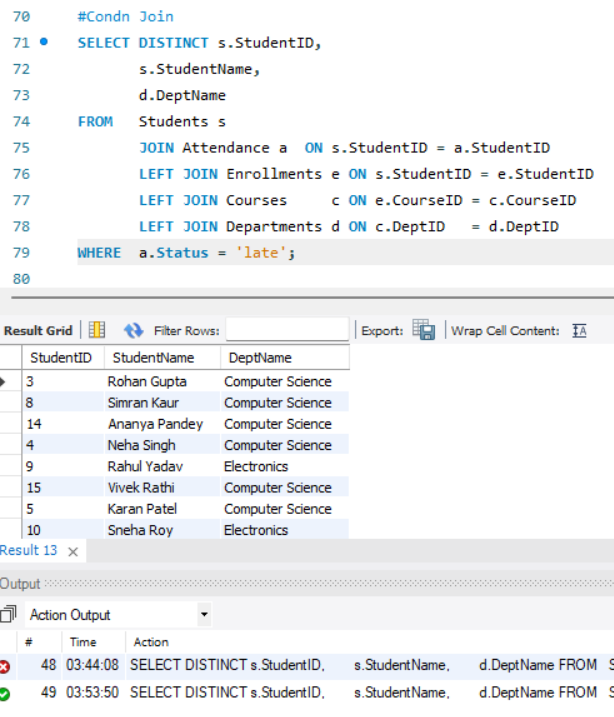 70 #Condn Join
71 SELECT DISTINCT s.StudentID,
72 s.StudentName,
73 d.DeptName
74 FROM Students s
75 JOIN Attendance a ON s.StudentID = a.StudentID
76 LEFT JOIN Enrollments e ON s.StudentID = e.StudentID
77 LEFT JOIN Courses c ON e.CourseID = c.CourseID
78 LEFT JOIN Departments d ON c.DeptID = d.DeptID
79 WHERE a.Status = 'late';
80
Result Grid Filter Rows: Export: Wrap Cell Content:
StudentID StudentName DeptName
3 Rohan Gupta Computer Science
8 Simran Kaur Computer Science
14 Ananya Pandey Computer Science
4 Neha Singh Computer Science
9 Rahul Yadav Electronics
15 Vivek Rathi Computer Science
5 Karan Patel Computer Science
10 Sneha Roy Electronics
Result 13
Output
Action Output
# Time Action
48 03:44:08 SELECT DISTINCT s.StudentID, s.StudentName, d.DeptName FROM S
49 03:53:50 SELECT DISTINCT s.StudentID, s.StudentName, d.DeptName FROM S